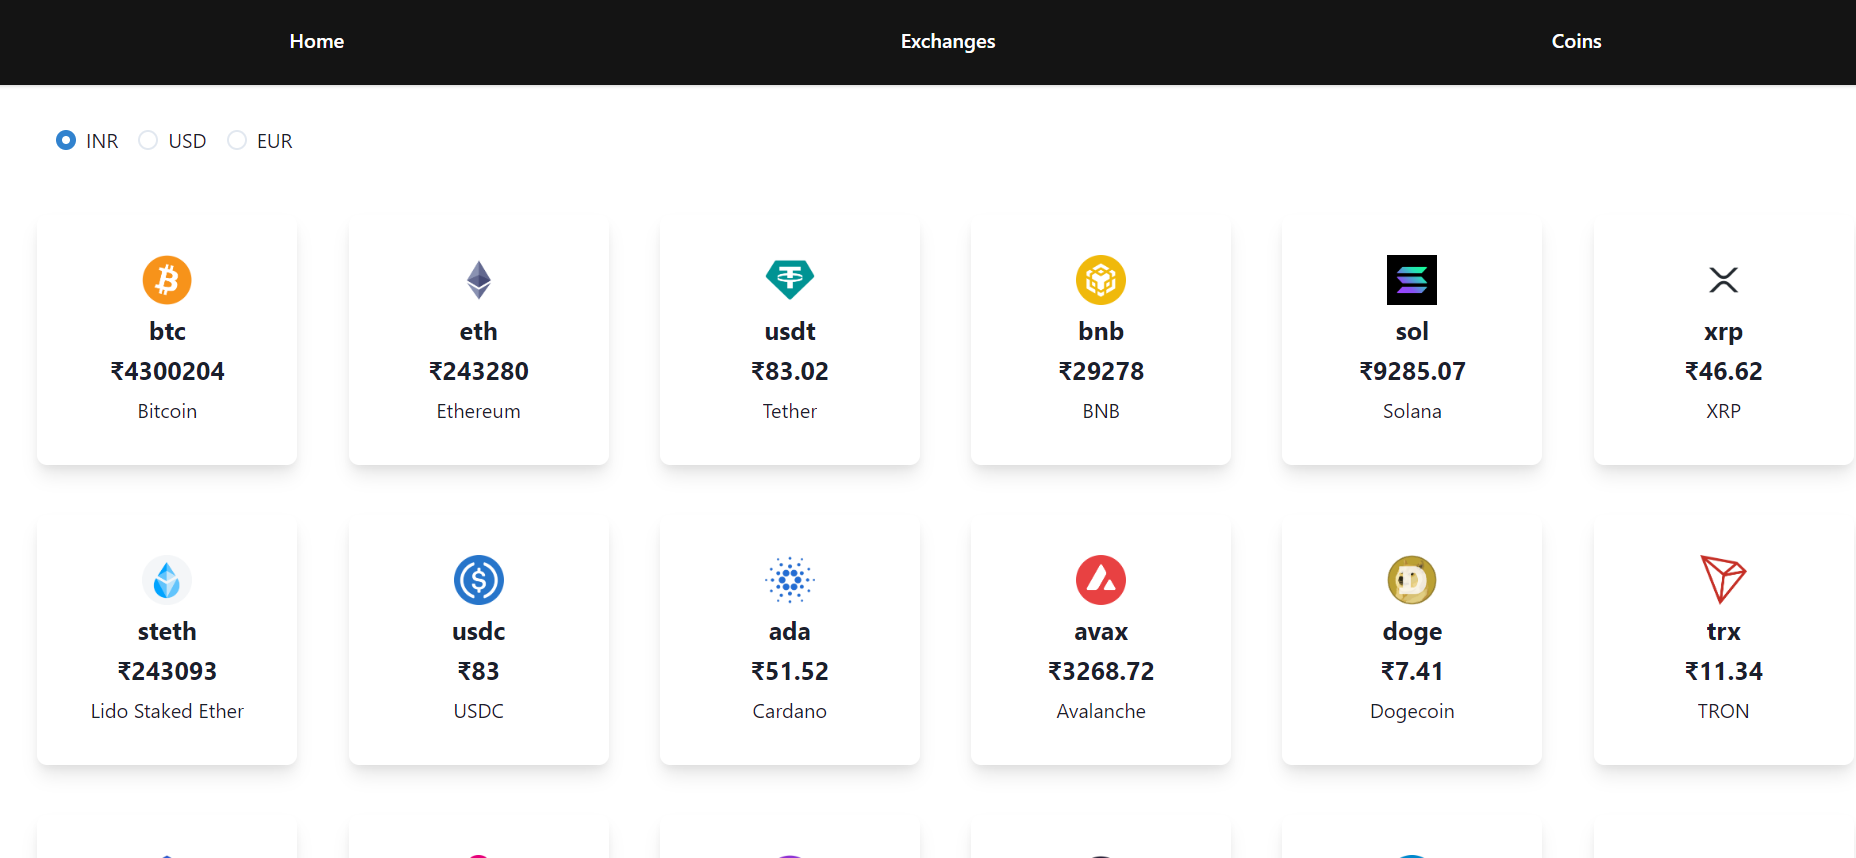 Home Exchanges Coins
INR USD EUR
btc eth usdt bnb sol xrp
₹4300204 ₹243280 ₹83.02 ₹29278 ₹9285.07 ₹46.62
Bitcoin Ethereum Tether BNB Solana XRP
steth usdc ada avax doge trx
₹243093 ₹83 ₹51.52 ₹3268.72 ₹7.41 ₹11.34
Lido Staked Ether USDC Cardano Avalanche Dogecoin TRON